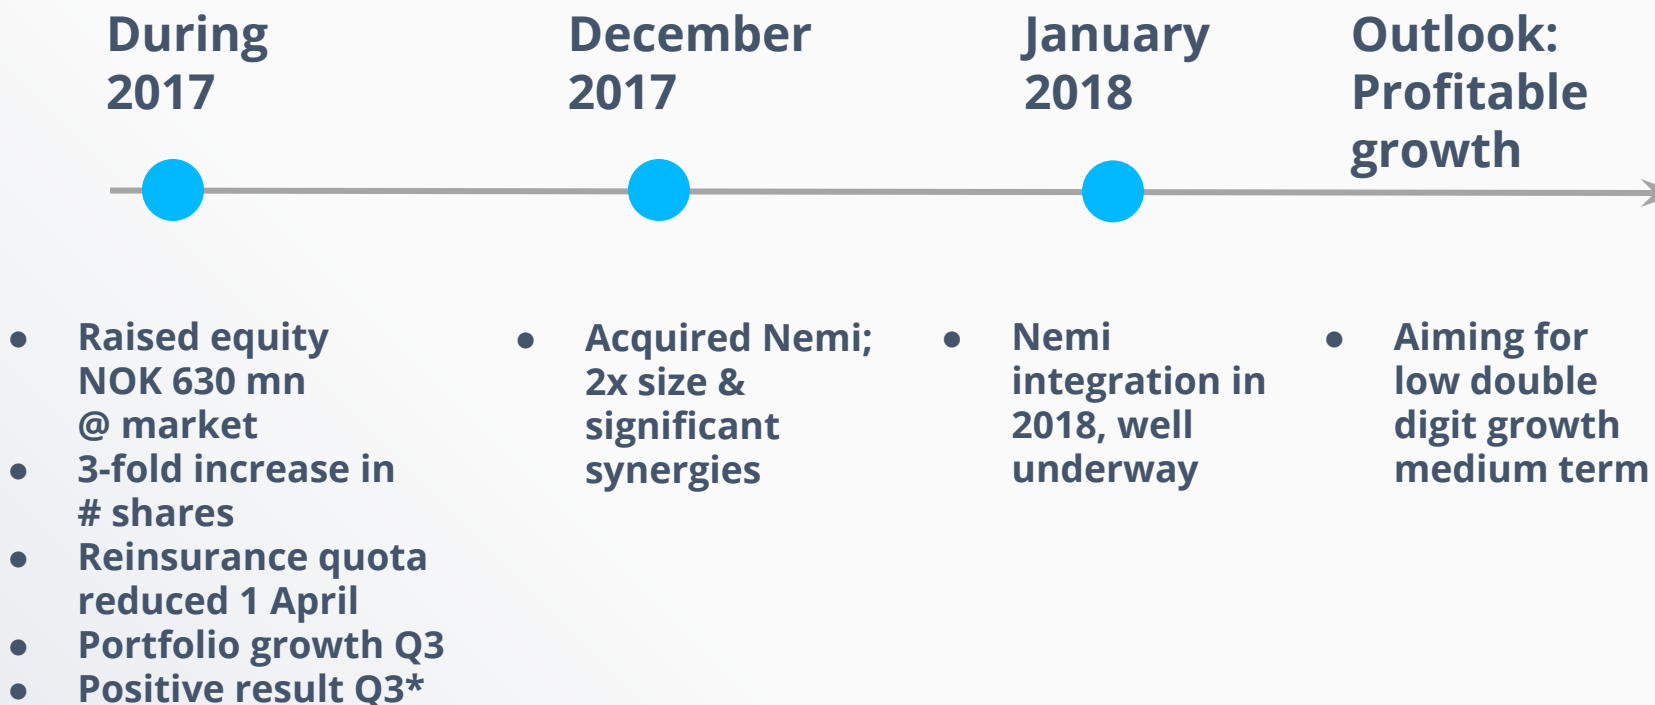 During
2017
December
2017
January
2018
Outlook:
Profitable
growth
● Raised equity
NOK 630 mn
@ market
● 3-fold increase in
# shares
● Reinsurance quota
reduced 1 April
● Portfolio growth Q3
● Positive result Q3*
● Acquired Nemi;
2x size &
significant
synergies
● Nemi
integration in
2018, well
underway
● Aiming for
low double
digit growth
medium term